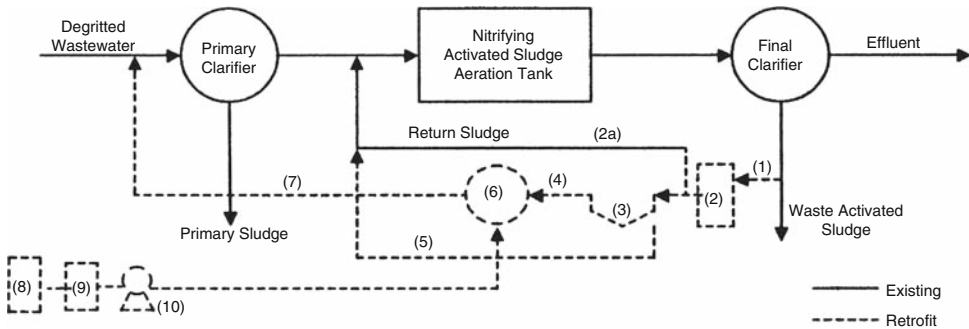 Degritted
Wastewater
Primary
Clarifier
Nitrifying
Activated Sludge
Aeration Tank
Final
Clarifier
Effluent
Return Sludge
(2a)
(1)
(2)
(3)
(4)
(6)
(7)
Primary Sludge
(5)
Waste Activated
Sludge
(8)
(9)
(10)
Existing
Retrofit